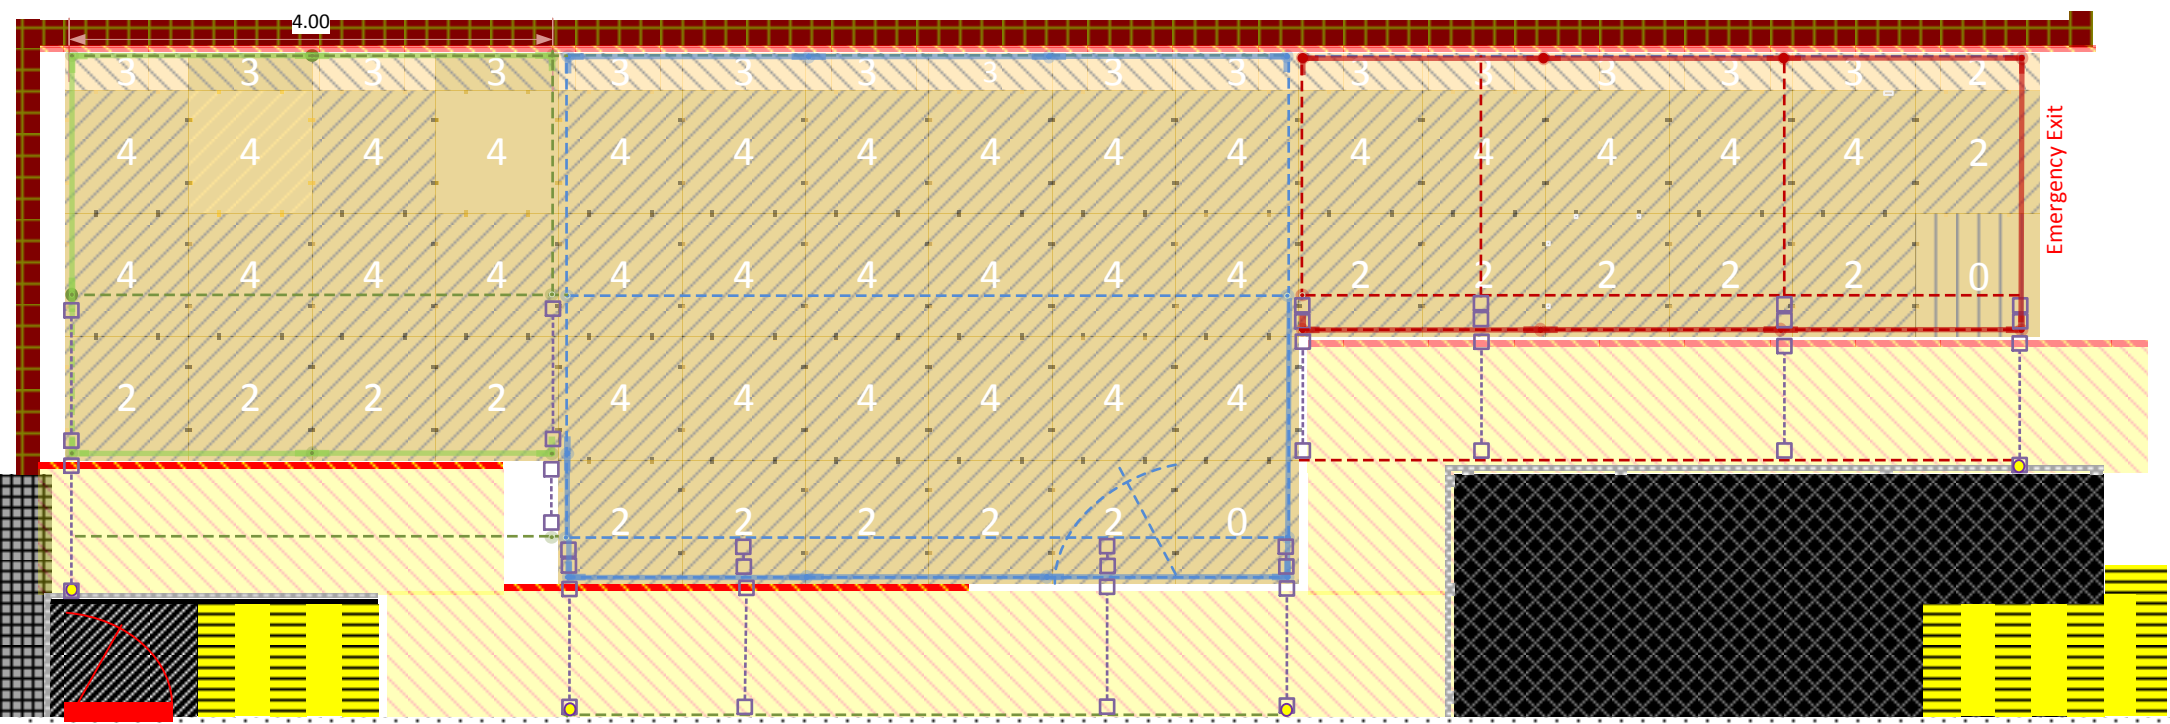 4.00
3 3 3 3 3 3 3 3 3 3 3 3 3 3 3 2
4 4 4 4 4 4 4 4 4 4 4 4 4 4 4 2
Emergency Exit
4 4 4 4 4 4 4 4 4 4 2 2 2 2 2 0
2 2 2 2 4 4 4 4 4 4
2 2 2 2 2 0